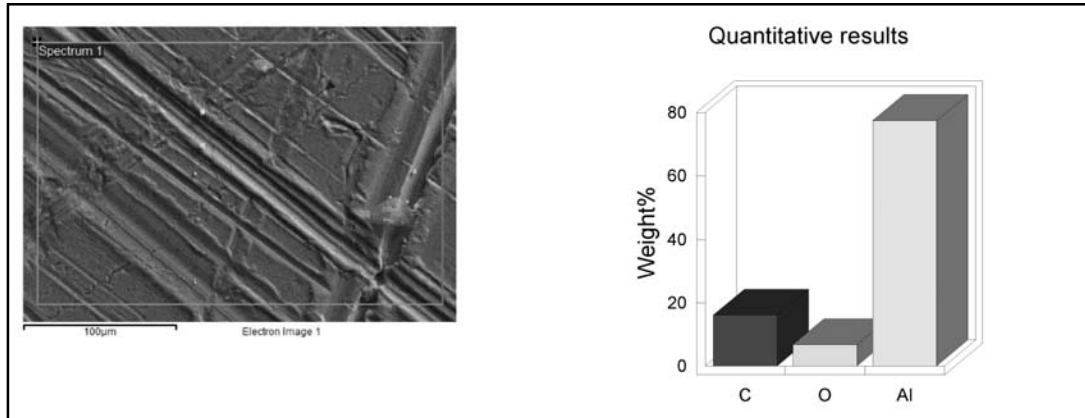 Spectrum 1
100µm
Electron Image 1
Quantitative results
Weight%
80
60
40
20
0
C
O
Al